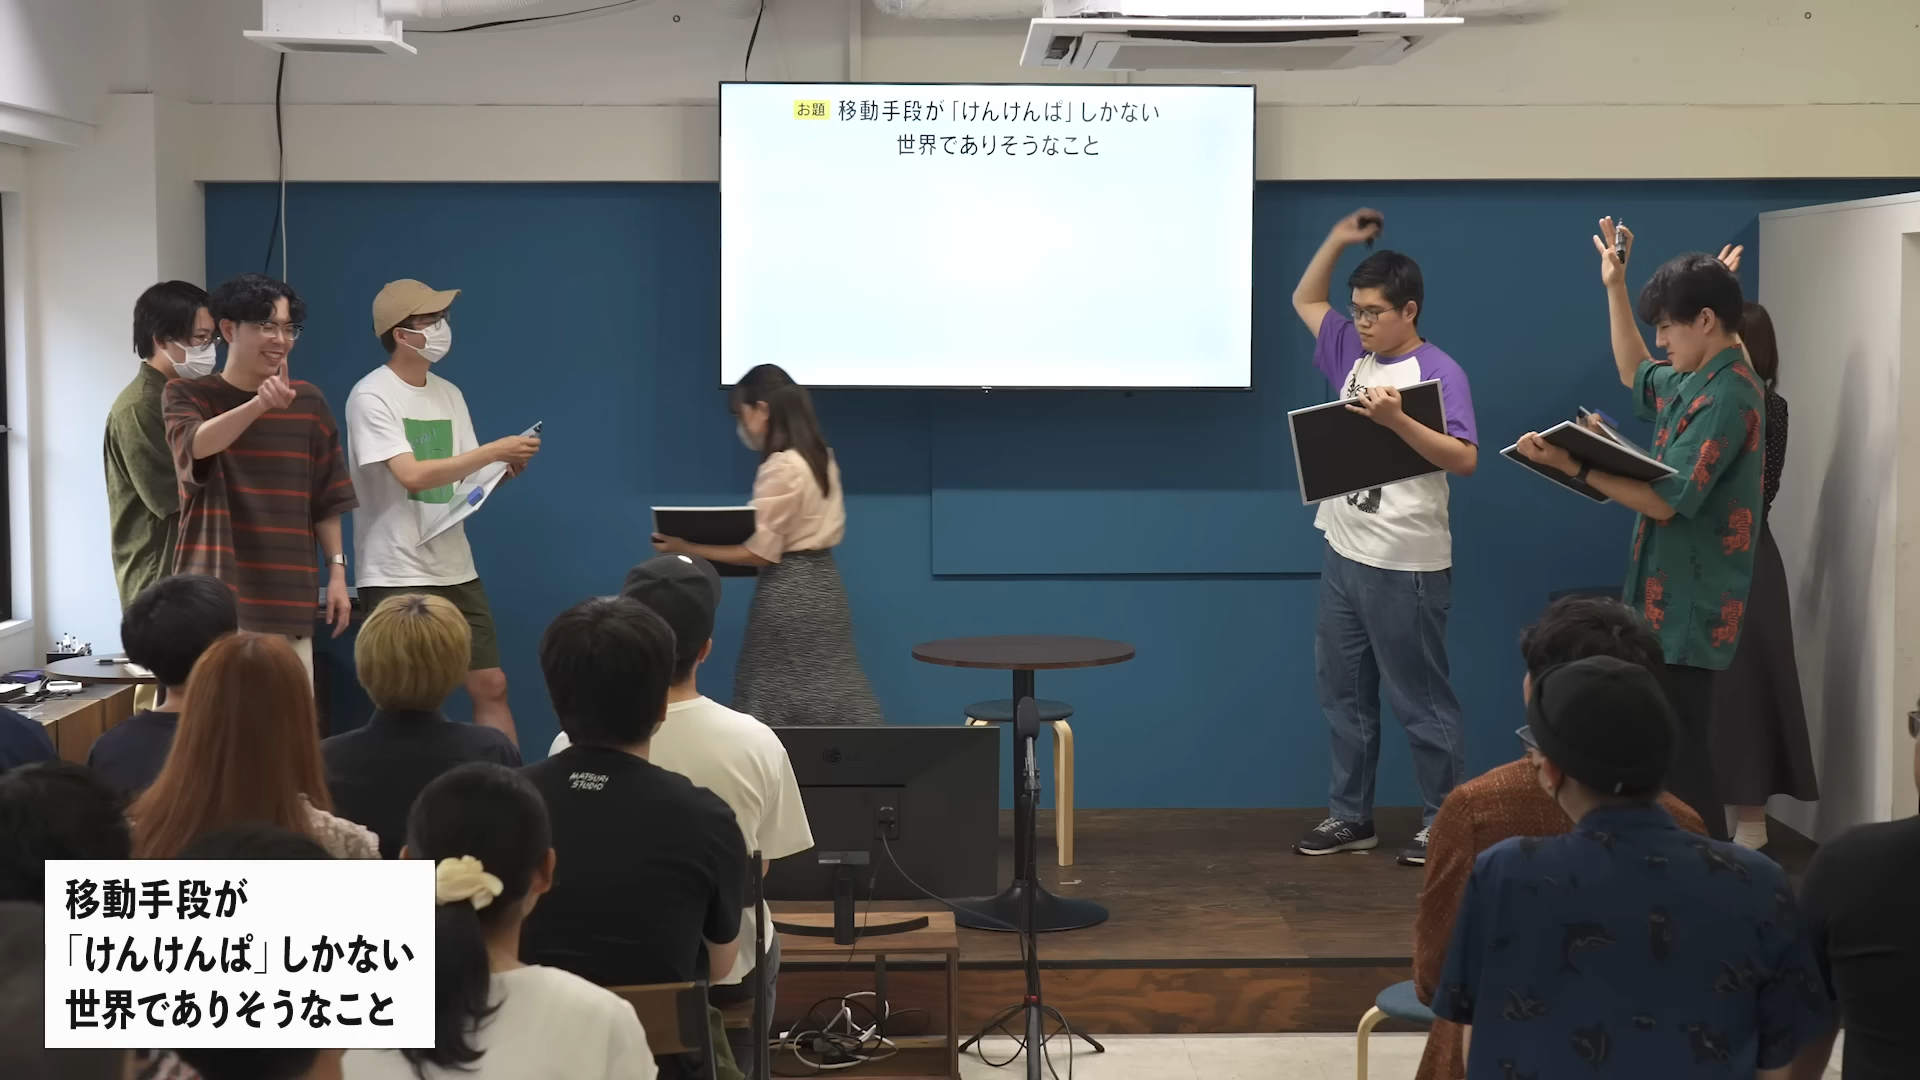 お題 移動手段が「けんけんぱ」しかない
世界でありそうなこと
MATSURI
STUDIO
移動手段が
「けんけんぱ」しかない
世界でありそうなこと